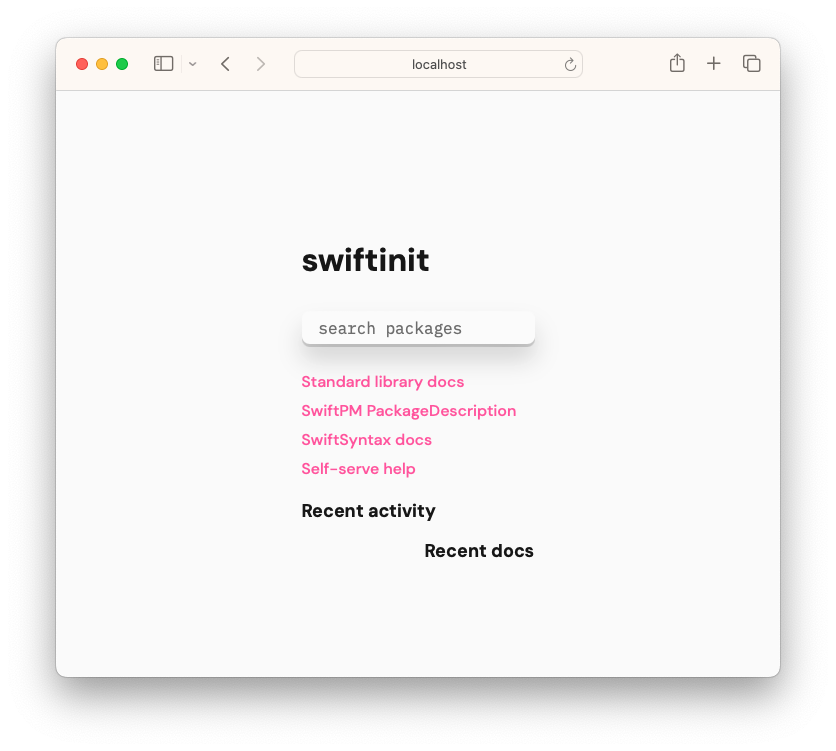 localhost
swiftinit
search packages
Standard library docs
SwiftPM PackageDescription
SwiftSyntax docs
Self-serve help
Recent activity
Recent docs